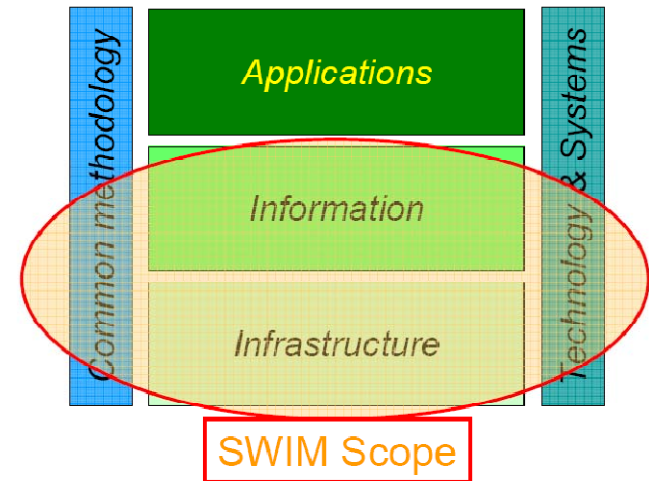 Common methodology
Applications
Information
Infrastructure
Technology & Systems
SWIM Scope